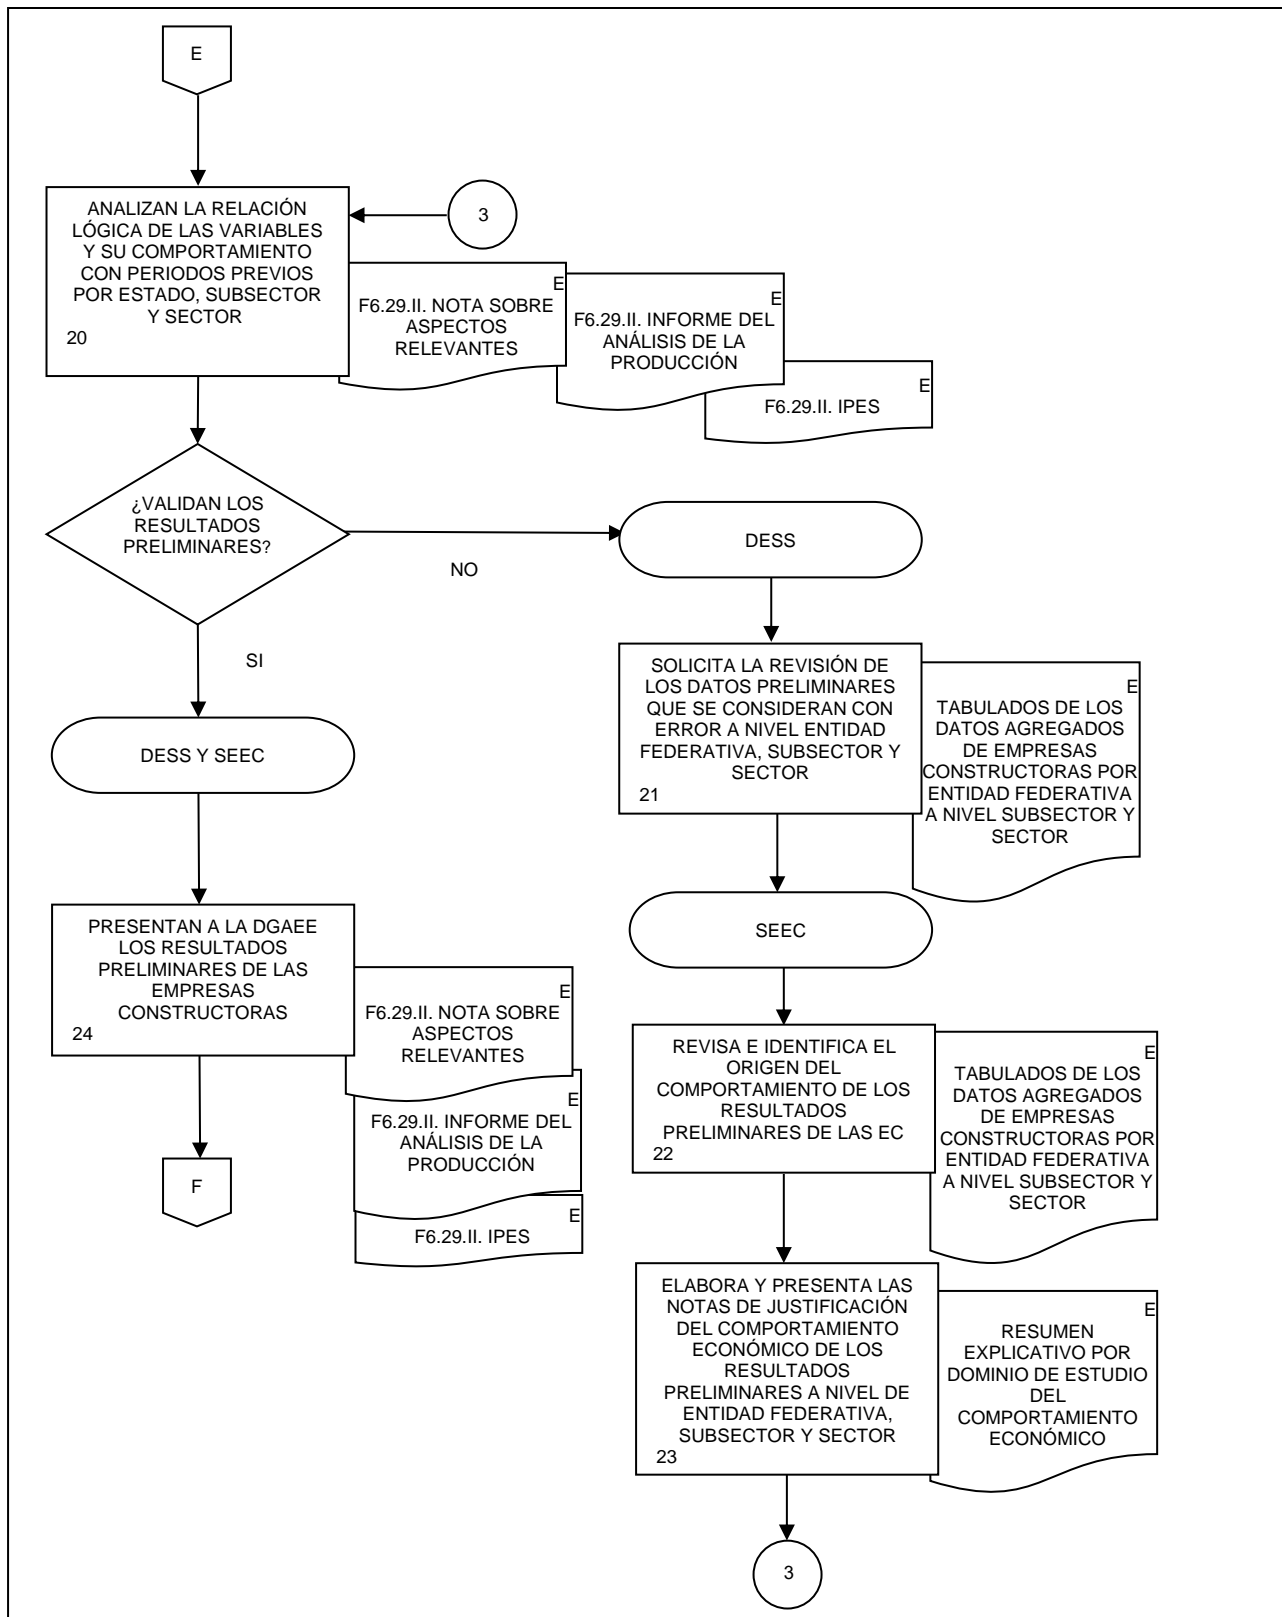 E
ANALIZAN LA RELACIÓN
LÓGICA DE LAS VARIABLES
Y SU COMPORTAMIENTO
CON PERIODOS PREVIOS
POR ESTADO, SUBSECTOR
Y SECTOR
20
3
E
F6.29.II. NOTA SOBRE
ASPECTOS
RELEVANTES
E
F6.29.II. INFORME DEL
ANÁLISIS DE LA
PRODUCCIÓN
E
F6.29.II. IPES
¿VALIDAN LOS
RESULTADOS
PRELIMINARES?
NO
SI
DESS
SOLICITA LA REVISIÓN DE
LOS DATOS PRELIMINARES
QUE SE CONSIDERAN CON
ERROR A NIVEL ENTIDAD
FEDERATIVA, SUBSECTOR Y
SECTOR
21
E
TABULADOS DE LOS
DATOS AGREGADOS
DE EMPRESAS
CONSTRUCTORAS POR
ENTIDAD FEDERATIVA
A NIVEL SUBSECTOR Y
SECTOR
DESS Y SEEC
PRESENTAN A LA DGAEE
LOS RESULTADOS
PRELIMINARES DE LAS
EMPRESAS
CONSTRUCTORAS
24
E
F6.29.II. NOTA SOBRE
ASPECTOS
RELEVANTES
E
F6.29.II. INFORME DEL
ANÁLISIS DE LA
PRODUCCIÓN
E
F6.29.II. IPES
F
SEEC
REVISA E IDENTIFICA EL
ORIGEN DEL
COMPORTAMIENTO DE LOS
RESULTADOS
PRELIMINARES DE LAS EC
22
E
TABULADOS DE LOS
DATOS AGREGADOS
DE EMPRESAS
CONSTRUCTORAS POR
ENTIDAD FEDERATIVA
A NIVEL SUBSECTOR Y
SECTOR
ELABORA Y PRESENTA LAS
NOTAS DE JUSTIFICACIÓN
DEL COMPORTAMIENTO
ECONÓMICO DE LOS
RESULTADOS
PRELIMINARES A NIVEL DE
ENTIDAD FEDERATIVA,
SUBSECTOR Y SECTOR
23
E
RESUMEN
EXPLICATIVO POR
DOMINIO DE ESTUDIO
DEL
COMPORTAMIENTO
ECONÓMICO
3